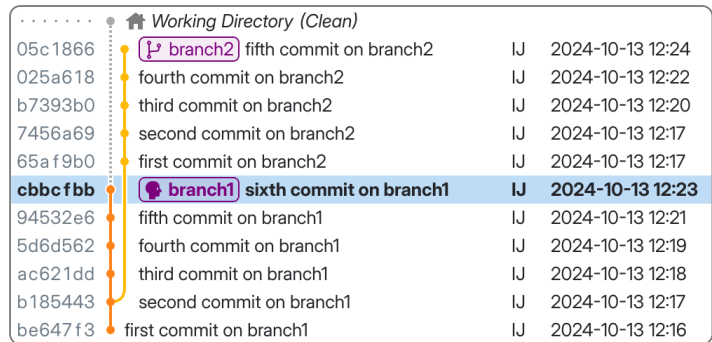 Working Directory (Clean)
05c1866 branch2 fifth commit on branch2 IJ 2024-10-13 12:24
025a618 fourth commit on branch2 IJ 2024-10-13 12:22
b7393b0 third commit on branch2 IJ 2024-10-13 12:20
7456a69 second commit on branch2 IJ 2024-10-13 12:17
65af9b0 first commit on branch2 IJ 2024-10-13 12:17
cbbcfbb branch1 sixth commit on branch1 IJ 2024-10-13 12:23
94532e6 fifth commit on branch1 IJ 2024-10-13 12:21
5d6d562 fourth commit on branch1 IJ 2024-10-13 12:19
ac621dd third commit on branch1 IJ 2024-10-13 12:18
b185443 second commit on branch1 IJ 2024-10-13 12:17
be647f3 first commit on branch1 IJ 2024-10-13 12:16